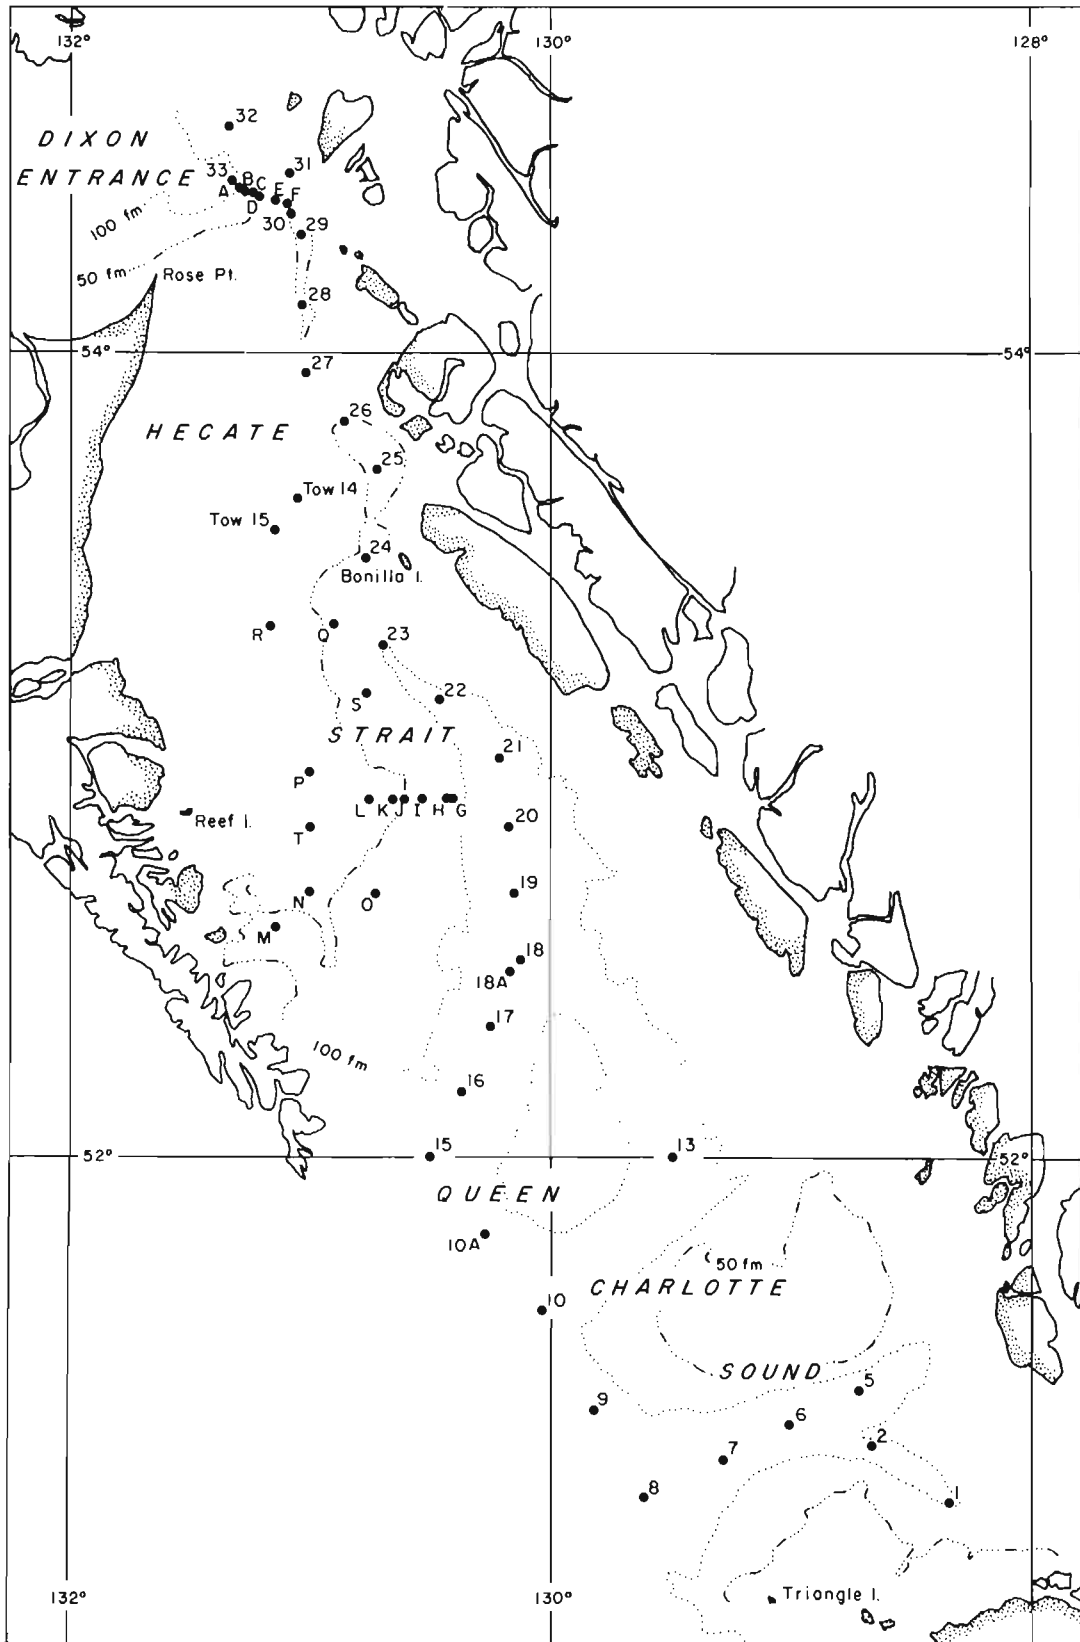 132° 130° 128°
32
DIXON
ENTRANCE
33 B C 31
A E F
D
30 29
100 fm
50 fm
Rose Pt.
28
54° 54°
27
26
HECATE
25
Tow 14
Tow 15
24
Bonilla I.
R Q 23
S 22
STRAIT
21
P
L K J I H G
Reef I. 20
T
19
N O
M
18
18A
17
100 fm
16
52° 15 13 52°
QUEEN
10A
50 fm
CHARLOTTE
10
SOUND
5
9
6
2
7
8 1
132° 130° Triangle I.